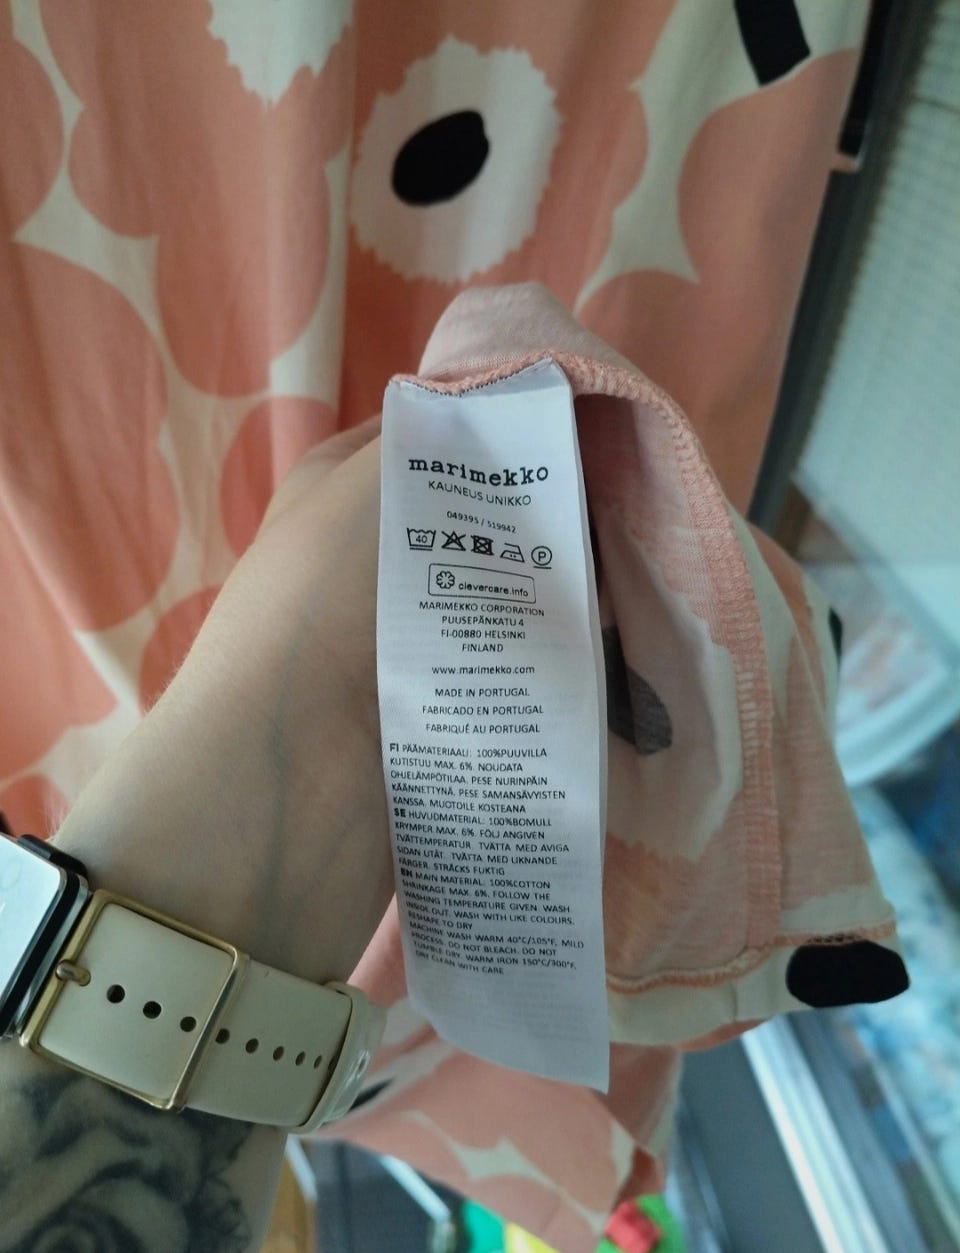 marimekko
KAUNEUS UNIKKO
049395 / 519942
40 P
clevercare.info
MARIMEKKO CORPORATION
PUUSEPÄNKATU 4
FI-00880 HELSINKI
FINLAND
www.marimekko.com
MADE IN PORTUGAL
FABRICADO EN PORTUGAL
FABRIQUÉ AU PORTUGAL
FI PÄÄMATERIAALI: 100%PUUVILLA
KUTISTUU MAX. 6%. NOUDATA
OHJELÄMPÖTILAA. PESE NURINPÄIN
KÄÄNNETTYNÄ. PESE SAMANSÄVYISTEN
KANSSA. MUOTOILE KOSTEANA
SE HUVUDMATERIAL: 100%BOMULL
KRYMPER MAX. 6%. FÖLJ ANGIVEN
TVÄTTEMPERATUR. TVÄTTA MED AVIGA
SIDAN UTÅT. TVÄTTA MED LIKNANDE
FÄRGER. STRÄCKS FUKTIG
EN MAIN MATERIAL: 100%COTTON
SHRINKAGE MAX. 6%. FOLLOW THE
WASHING TEMPERATURE GIVEN. WASH
INSIDE OUT. WASH WITH LIKE COLOURS.
RESHAPE TO DRY
MACHINE WASH WARM 40°C/105°F, MILD
PROCESS. DO NOT BLEACH. DO NOT
TUMBLE DRY. WARM IRON 150°C/300°F,
DRY CLEAN WITH CARE